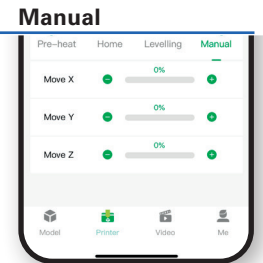 Manual
Pre-heat Home Levelling Manual
0%
Move X
0%
Move Y
0%
Move Z
Model Printer Video Me